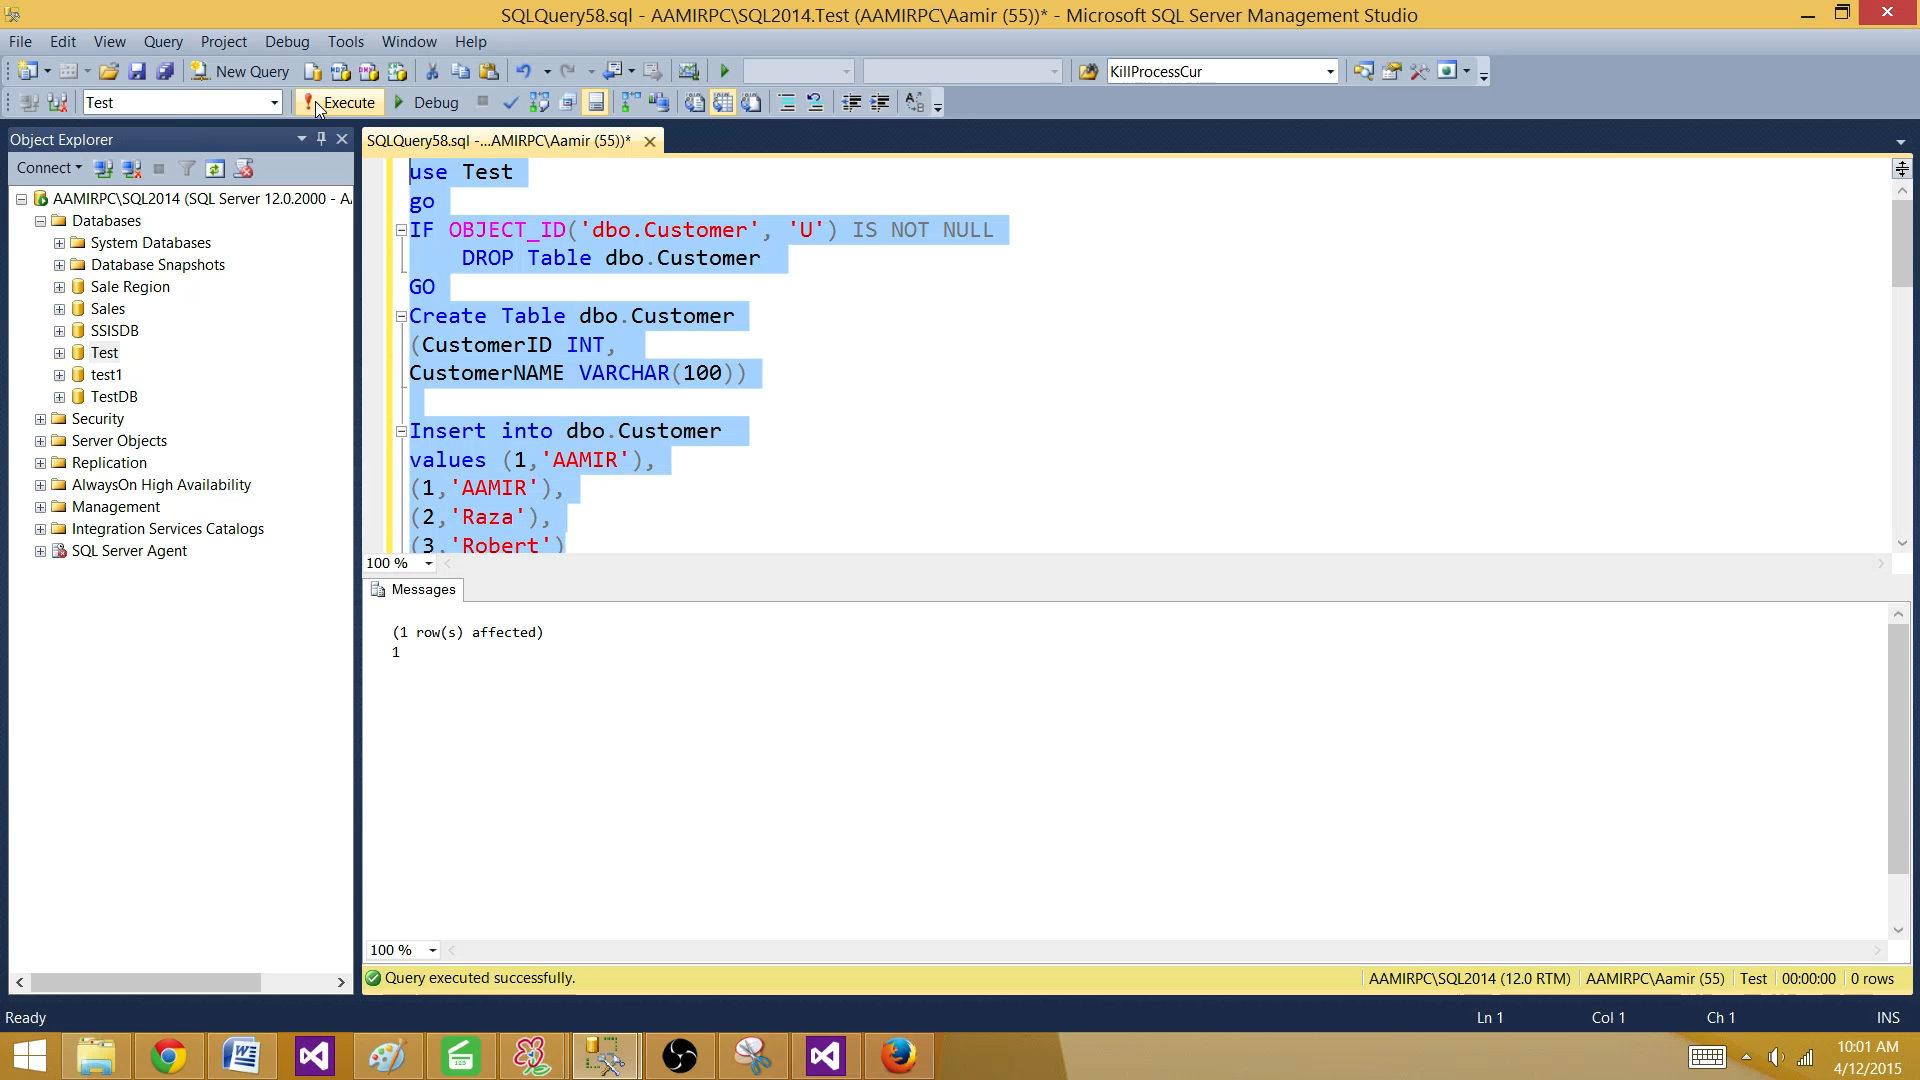 SQLQuery58.sql - AAMIRPC\SQL2014.Test (AAMIRPC\Aamir (55))* - Microsoft SQL Server Management Studio
File Edit View Query Project Debug Tools Window Help
New Query KillProcessCur
Test Execute Debug
Object Explorer
Connect
AAMIRPC\SQL2014 (SQL Server 12.0.2000 - A
Databases
System Databases
Database Snapshots
Sale Region
Sales
SSISDB
Test
test1
TestDB
Security
Server Objects
Replication
AlwaysOn High Availability
Management
Integration Services Catalogs
SQL Server Agent
SQLQuery58.sql -...AMIRPC\Aamir (55))*
use Test
go
IF OBJECT_ID('dbo.Customer', 'U') IS NOT NULL
DROP Table dbo.Customer
GO
Create Table dbo.Customer
(CustomerID INT,
CustomerNAME VARCHAR(100))
Insert into dbo.Customer
values (1,'AAMIR'),
(1,'AAMIR'),
(2,'Raza'),
(3,'Robert')
100 %
Messages
(1 row(s) affected)
1
100 %
Query executed successfully. AAMIRPC\SQL2014 (12.0 RTM) AAMIRPC\Aamir (55) Test 00:00:00 0 rows
Ready Ln 1 Col 1 Ch 1 INS
10:01 AM
4/12/2015